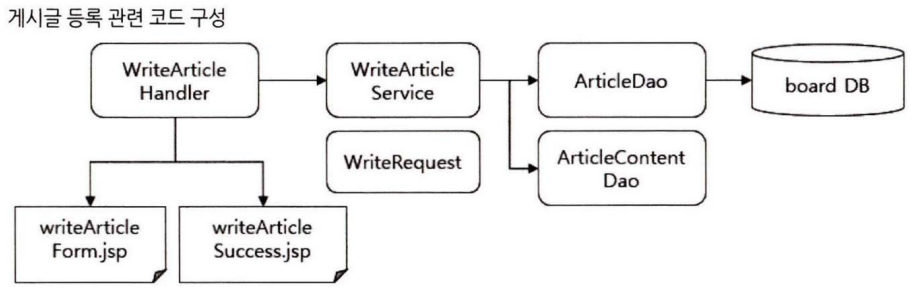 게시글 등록 관련 코드 구성
WriteArticle
Handler
WriteArticle
Service
ArticleDao
board DB
WriteRequest
ArticleContent
Dao
writeArticle
Form.jsp
writeArticle
Success.jsp